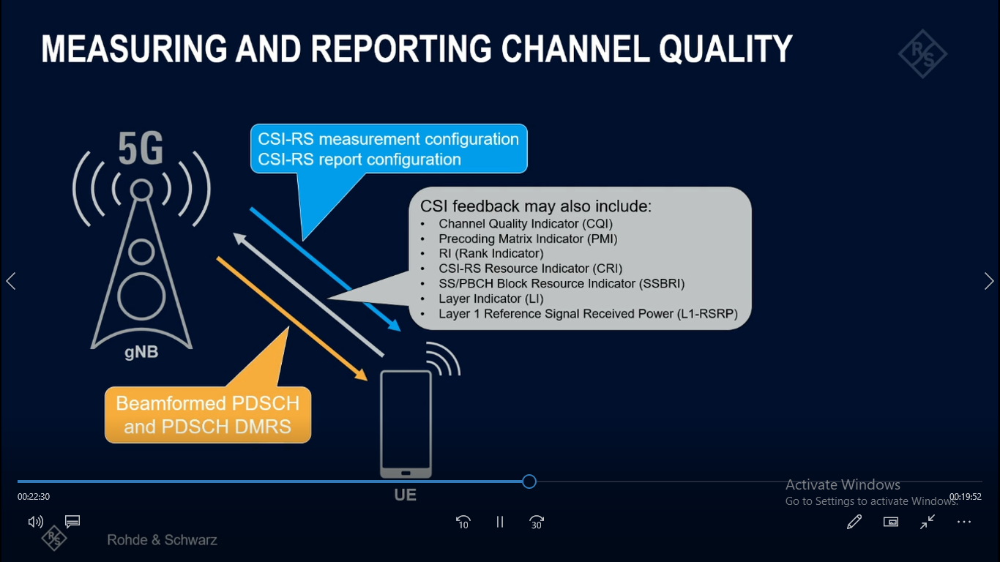 MEASURING AND REPORTING CHANNEL QUALITY
R S
5G
CSI-RS measurement configuration
CSI-RS report configuration
CSI feedback may also include:
• Channel Quality Indicator (CQI)
• Precoding Matrix Indicator (PMI)
• RI (Rank Indicator)
• CSI-RS Resource Indicator (CRI)
• SS/PBCH Block Resource Indicator (SSBRI)
• Layer Indicator (LI)
• Layer 1 Reference Signal Received Power (L1-RSRP)
gNB
Beamformed PDSCH
and PDSCH DMRS
UE
Activate Windows
Go to Settings to activate Windows.
00:22:30
00:19:52
10
30
R S
Rohde & Schwarz